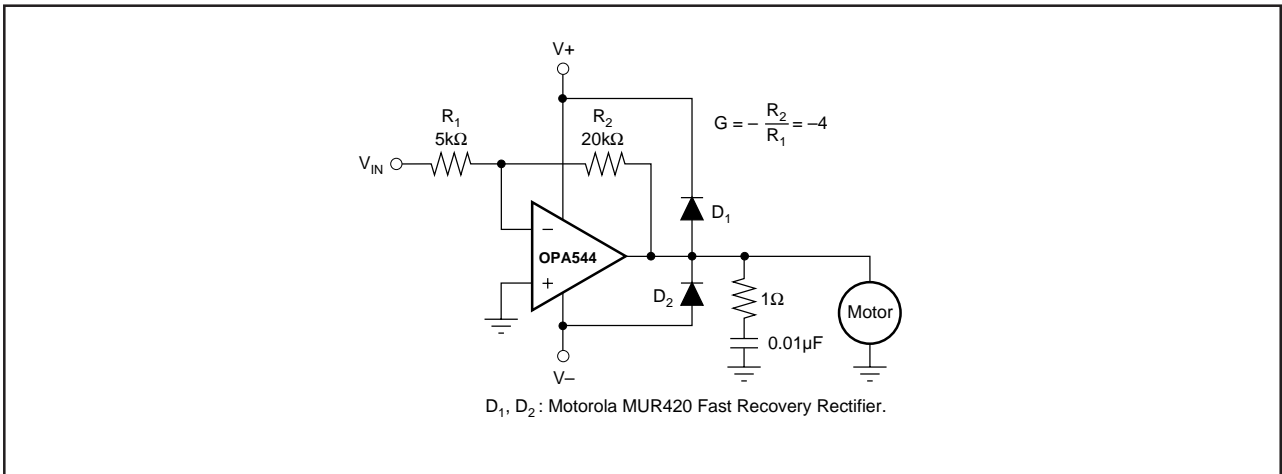 V+
R1
5kΩ
R2
20kΩ
G = – R2/R1 = –4
VIN
D1
–
OPA544
+
D2
1Ω
Motor
0.01µF
V–
D1, D2 : Motorola MUR420 Fast Recovery Rectifier.